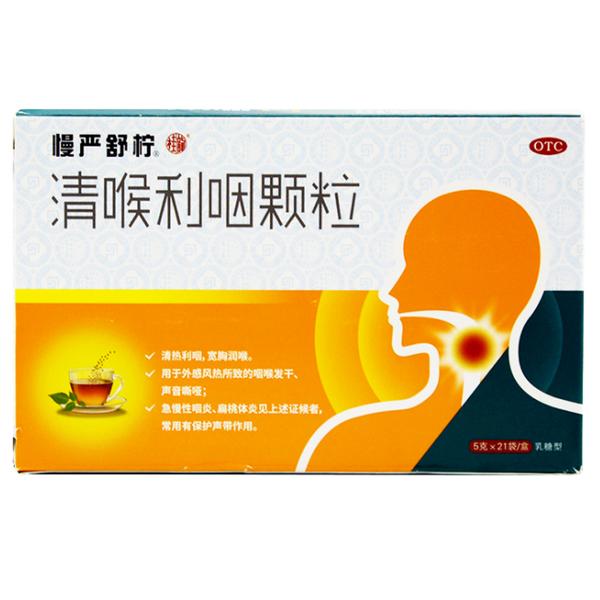 慢严舒柠® 桂龍®
OTC
清喉利咽颗粒
✓ 清热利咽，宽胸润喉。
✓ 用于外感风热所致的咽喉发干、
声音嘶哑；
✓ 急慢性咽炎、扁桃体炎见上述证候者，
常用有保护声带作用。
5克×21袋/盒 乳糖型